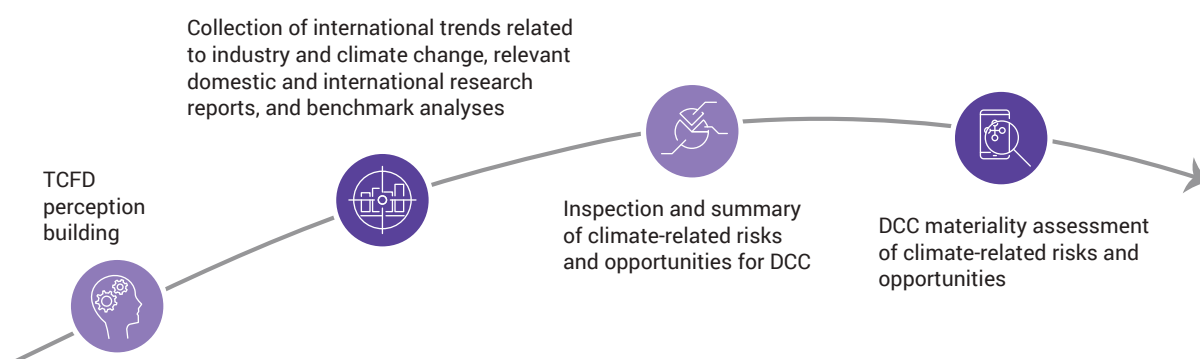 TCFD
perception
building
Collection of international trends related
to industry and climate change, relevant
domestic and international research
reports, and benchmark analyses
Inspection and summary
of climate-related risks
and opportunities for DCC
DCC materiality assessment
of climate-related risks and
opportunities